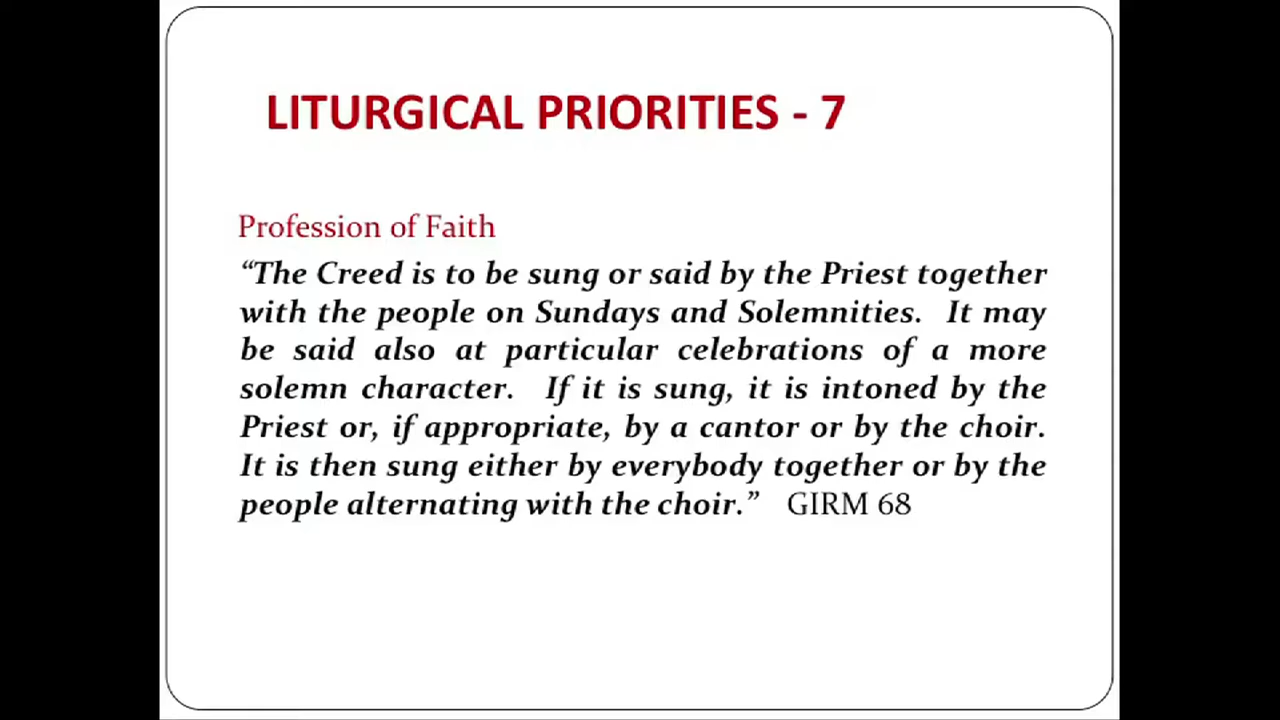 LITURGICAL PRIORITIES - 7
Profession of Faith
“The Creed is to be sung or said by the Priest together
with the people on Sundays and Solemnities.  It may
be said also at particular celebrations of a more
solemn character.  If it is sung, it is intoned by the
Priest or, if appropriate, by a cantor or by the choir.
It is then sung either by everybody together or by the
people alternating with the choir.”  GIRM 68